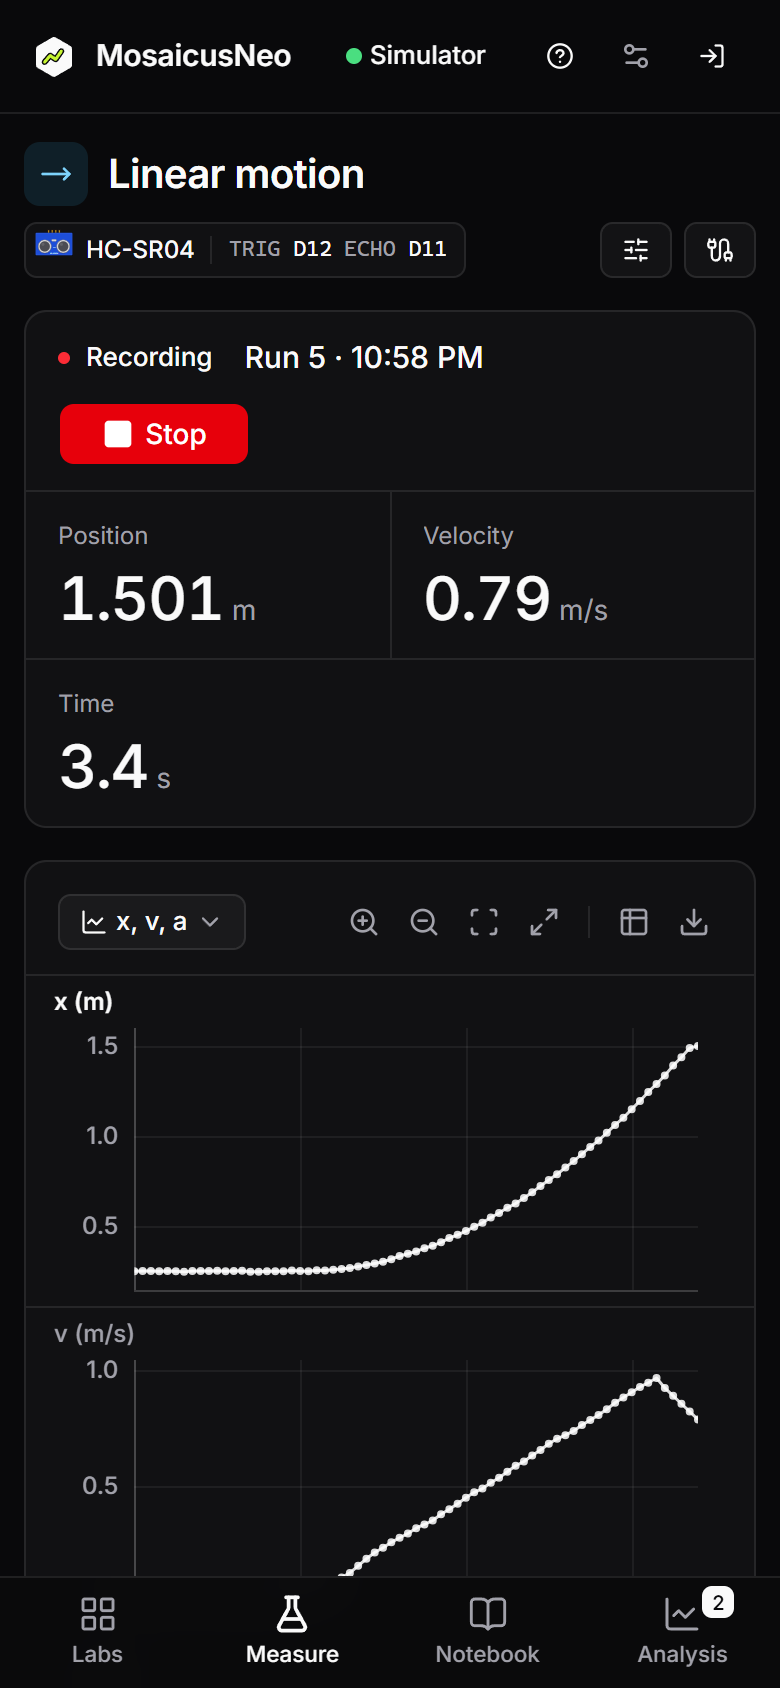 MosaicusNeo
Simulator
Linear motion
HC-SR04 TRIG D12 ECHO D11
Recording Run 5 · 10:58 PM
Stop
Position
1.501 m
Velocity
0.79 m/s
Time
3.4 s
x, v, a
x (m)
1.5
1.0
0.5
v (m/s)
1.0
0.5
Labs
Measure
Notebook
2
Analysis